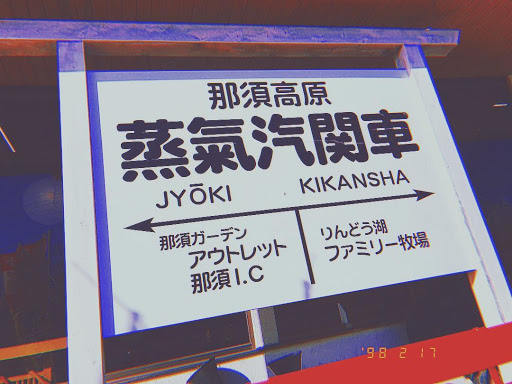 那須高原
蒸氣汽関車
JYŌKI KIKANSHA
那須ガーデン
アウトレット
那須I.C
りんどう湖
ファミリー牧場
'98 2 17